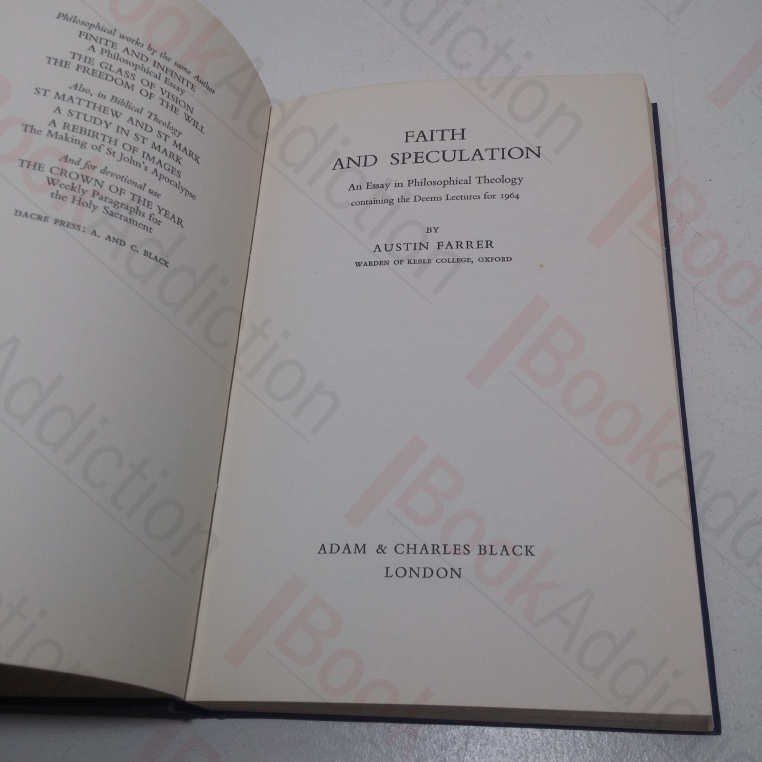 Philosophical works by the same Author
FINITE AND INFINITE
A Philosophical Essay
THE GLASS OF VISION
THE FREEDOM OF THE WILL
Also, in Biblical Theology
ST MATTHEW AND ST MARK
A STUDY IN ST MARK
A REBIRTH OF IMAGES
The Making of St John's Apocalypse
And for devotional use
THE CROWN OF THE YEAR
Weekly Paragraphs for
the Holy Sacrament
DACRE PRESS: A. AND C. BLACK
FAITH
AND SPECULATION
An Essay in Philosophical Theology
containing the Deems Lectures for 1964
BY
AUSTIN FARRER
WARDEN OF KEBLE COLLEGE, OXFORD
ADAM & CHARLES BLACK
LONDON
BookAddiction
BookAddiction
BookAddiction
BookAddiction